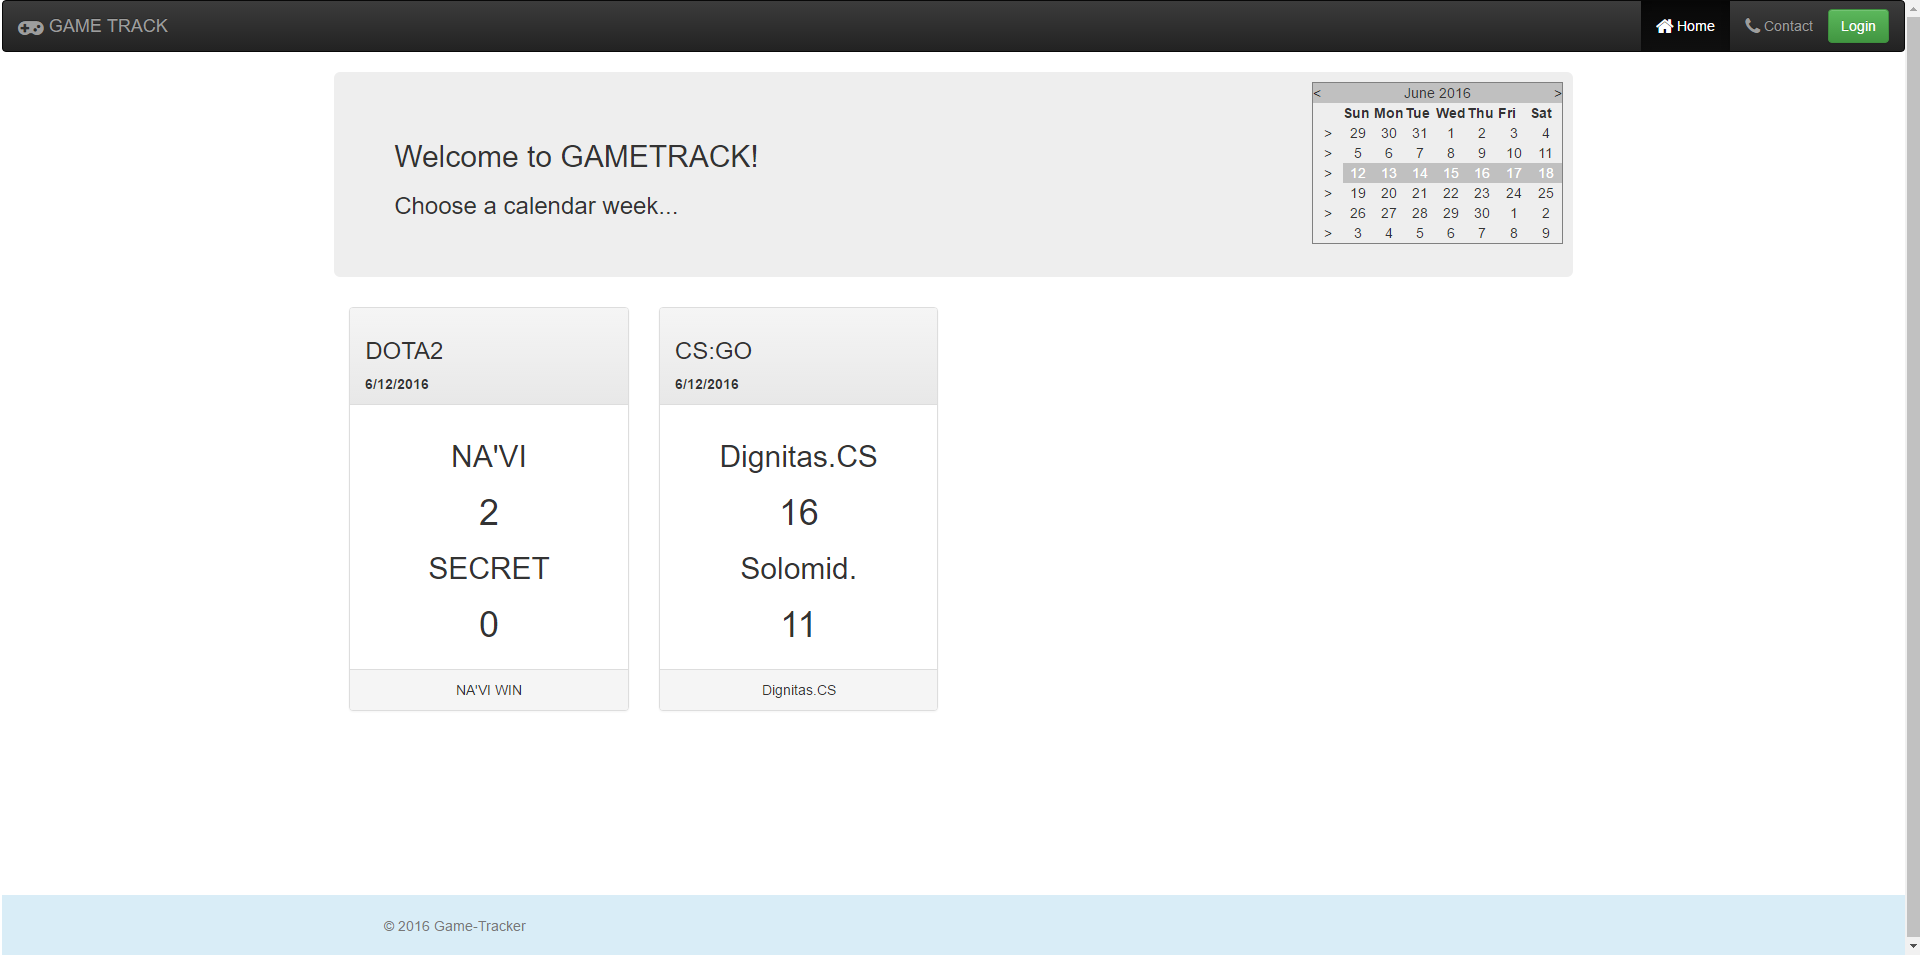 GAME TRACK
Home Contact Login
< June 2016 >
Sun Mon Tue Wed Thu Fri Sat
> 29 30 31 1 2 3 4
> 5 6 7 8 9 10 11
> 12 13 14 15 16 17 18
> 19 20 21 22 23 24 25
> 26 27 28 29 30 1 2
> 3 4 5 6 7 8 9
Welcome to GAMETRACK!
Choose a calendar week...
DOTA2
6/12/2016
NA'VI
2
SECRET
0
NA'VI WIN
CS:GO
6/12/2016
Dignitas.CS
16
Solomid.
11
Dignitas.CS
© 2016 Game-Tracker